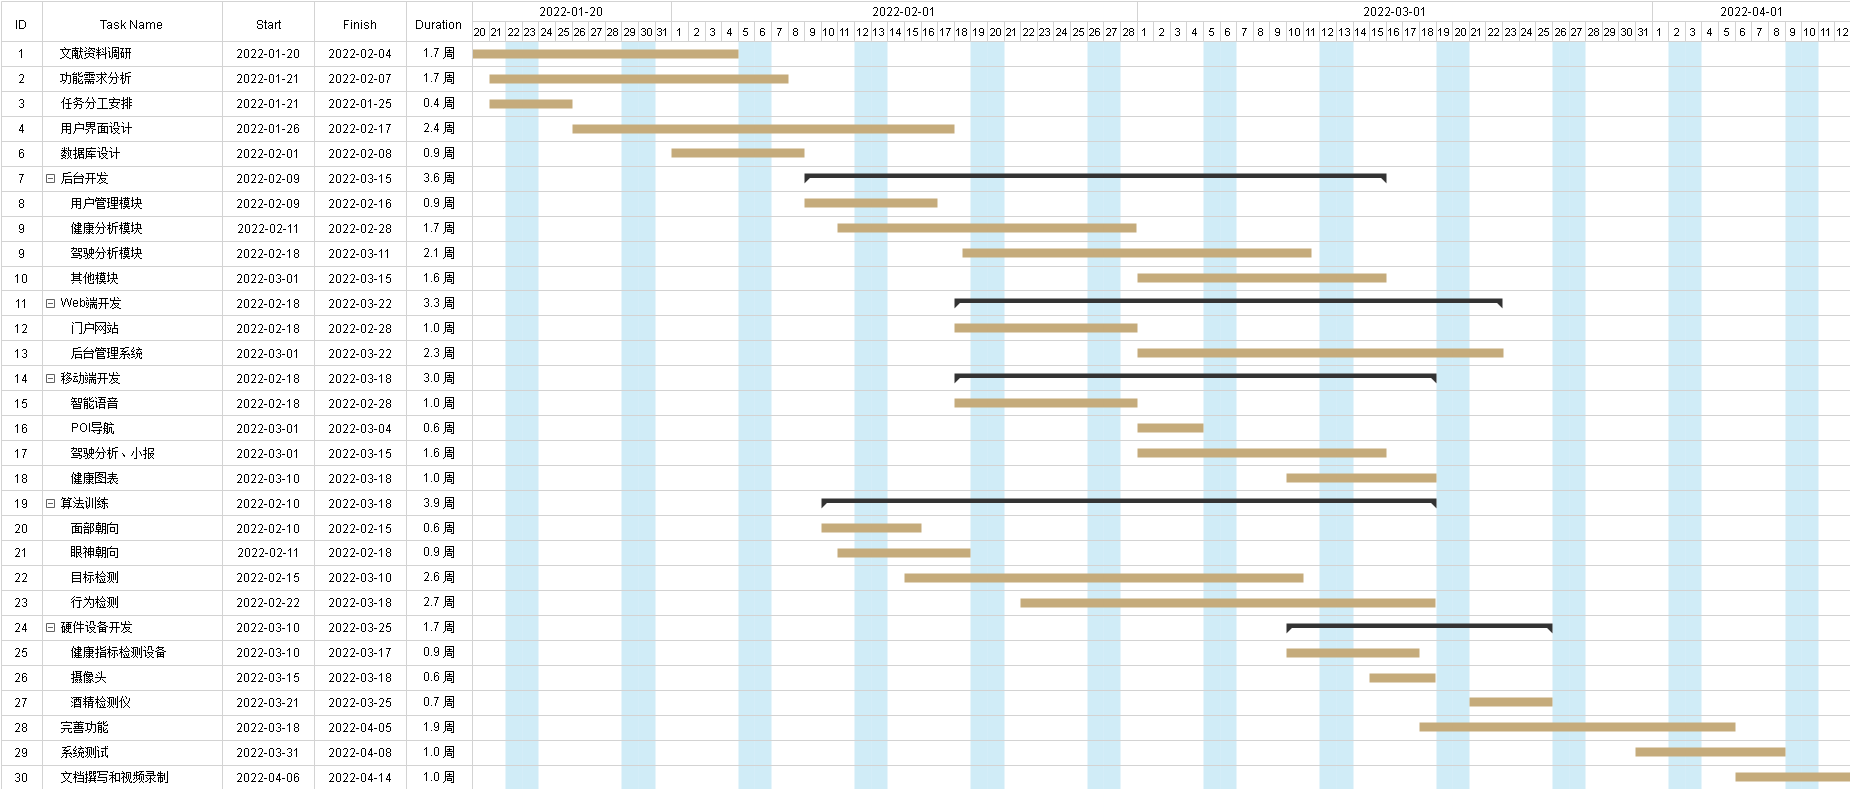 ID Task Name Start Finish Duration 2022-01-20 2022-02-01 2022-03-01 2022-04-01
20 21 22 23 24 25 26 27 28 29 30 31 1 2 3 4 5 6 7 8 9 10 11 12 13 14 15 16 17 18 19 20 21 22 23 24 25 26 27 28 1 2 3 4 5 6 7 8 9 10 11 12 13 14 15 16 17 18 19 20 21 22 23 24 25 26 27 28 29 30 31 1 2 3 4 5 6 7 8 9 10 11 12
1 文献资料调研 2022-01-20 2022-02-04 1.7 周
2 功能需求分析 2022-01-21 2022-02-07 1.7 周
3 任务分工安排 2022-01-21 2022-01-25 0.4 周
4 用户界面设计 2022-01-26 2022-02-17 2.4 周
6 数据库设计 2022-02-01 2022-02-08 0.9 周
7 后台开发 2022-02-09 2022-03-15 3.6 周
8 用户管理模块 2022-02-09 2022-02-16 0.9 周
9 健康分析模块 2022-02-11 2022-02-28 1.7 周
9 驾驶分析模块 2022-02-18 2022-03-11 2.1 周
10 其他模块 2022-03-01 2022-03-15 1.6 周
11 Web端开发 2022-02-18 2022-03-22 3.3 周
12 门户网站 2022-02-18 2022-02-28 1.0 周
13 后台管理系统 2022-03-01 2022-03-22 2.3 周
14 移动端开发 2022-02-18 2022-03-18 3.0 周
15 智能语音 2022-02-18 2022-02-28 1.0 周
16 POI导航 2022-03-01 2022-03-04 0.6 周
17 驾驶分析、小报 2022-03-01 2022-03-15 1.6 周
18 健康图表 2022-03-10 2022-03-18 1.0 周
19 算法训练 2022-02-10 2022-03-18 3.9 周
20 面部朝向 2022-02-10 2022-02-15 0.6 周
21 眼神朝向 2022-02-11 2022-02-18 0.9 周
22 目标检测 2022-02-15 2022-03-10 2.6 周
23 行为检测 2022-02-22 2022-03-18 2.7 周
24 硬件设备开发 2022-03-10 2022-03-25 1.7 周
25 健康指标检测设备 2022-03-10 2022-03-17 0.9 周
26 摄像头 2022-03-15 2022-03-18 0.6 周
27 酒精检测仪 2022-03-21 2022-03-25 0.7 周
28 完善功能 2022-03-18 2022-04-05 1.9 周
29 系统测试 2022-03-31 2022-04-08 1.0 周
30 文档撰写和视频录制 2022-04-06 2022-04-14 1.0 周